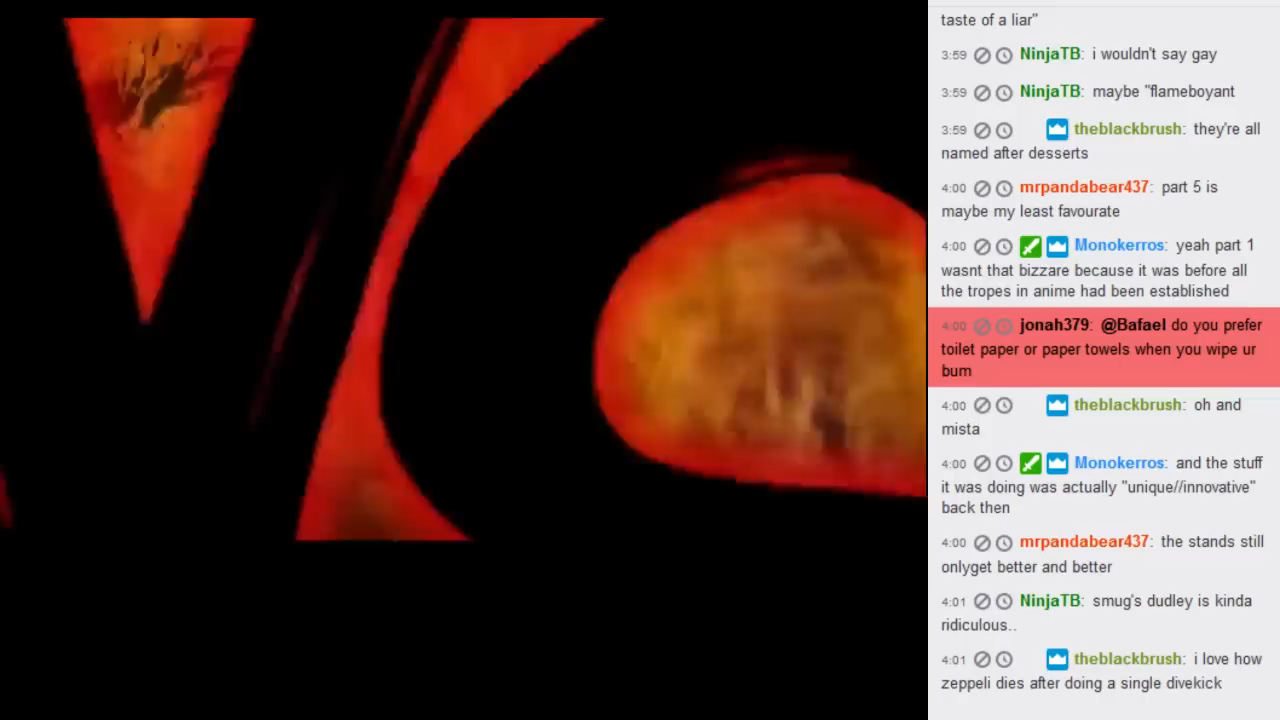 taste of a liar"
3:59 NinjaTB: i wouldn't say gay
3:59 NinjaTB: maybe "flameboyant
3:59 theblackbrush: they're all
named after desserts
4:00 mrpandabear437: part 5 is
maybe my least favourate
4:00 Monokerros: yeah part 1
wasnt that bizzare because it was before all
the tropes in anime had been established
4:00 jonah379: @Bafael do you prefer
toilet paper or paper towels when you wipe ur
bum
4:00 theblackbrush: oh and
mista
4:00 Monokerros: and the stuff
it was doing was actually "unique//innovative"
back then
4:00 mrpandabear437: the stands still
onlyget better and better
4:01 NinjaTB: smug's dudley is kinda
ridiculous..
4:01 theblackbrush: i love how
zeppeli dies after doing a single divekick